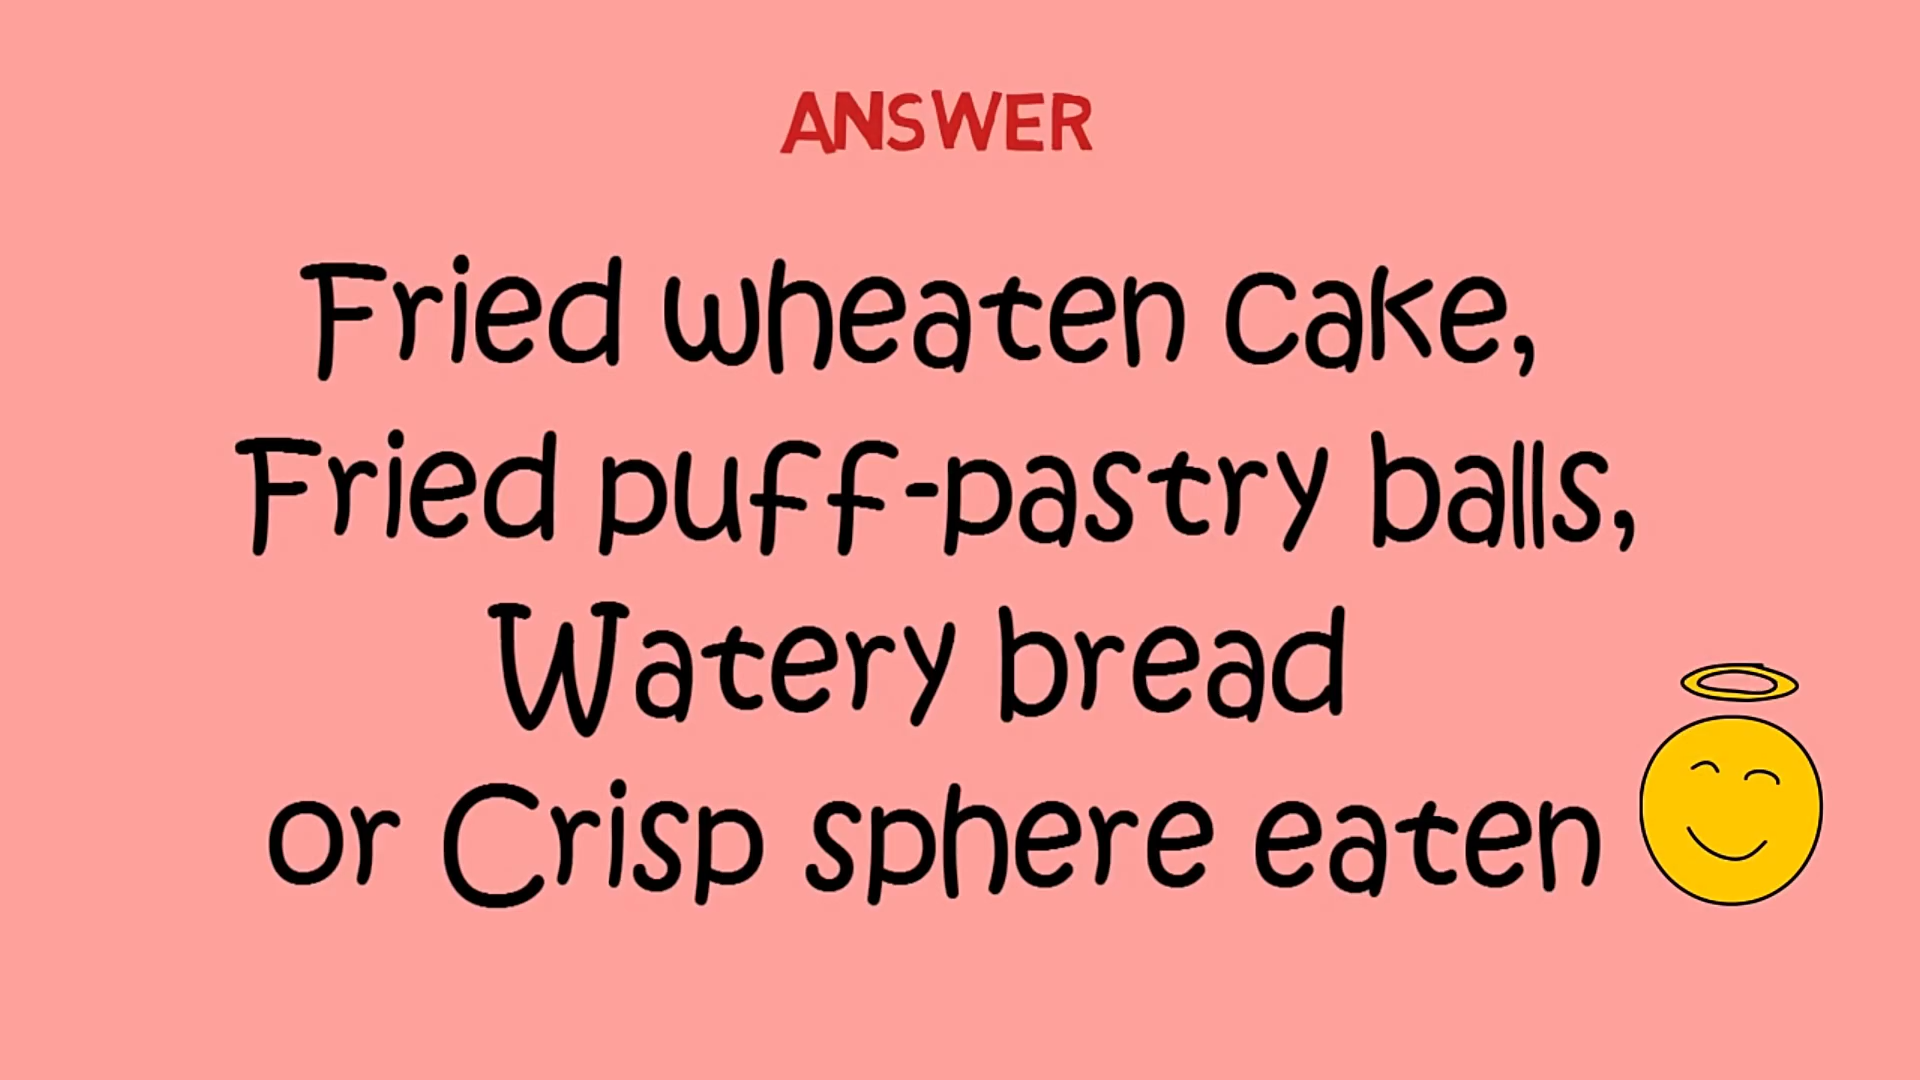 ANSWER
Fried wheaten cake,
Fried puff-pastry balls,
Watery bread
or Crisp sphere eaten